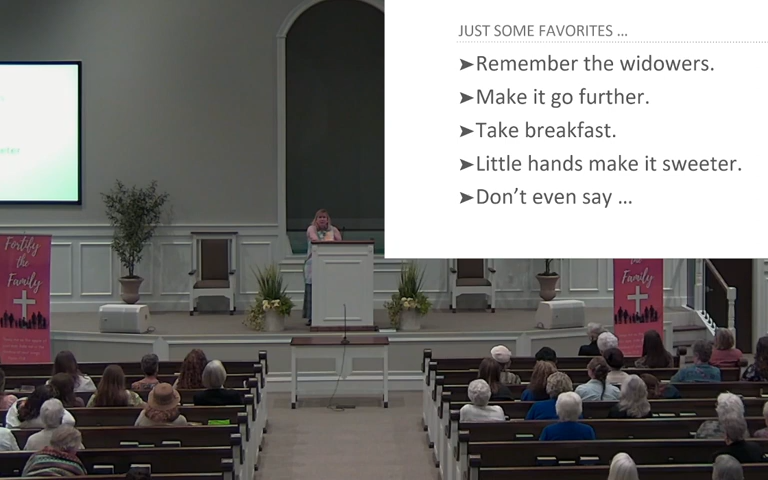 JUST SOME FAVORITES …
➤Remember the widowers.
➤Make it go further.
➤Take breakfast.
➤Little hands make it sweeter.
➤Don’t even say …
Fortify
the
Family
the
Family